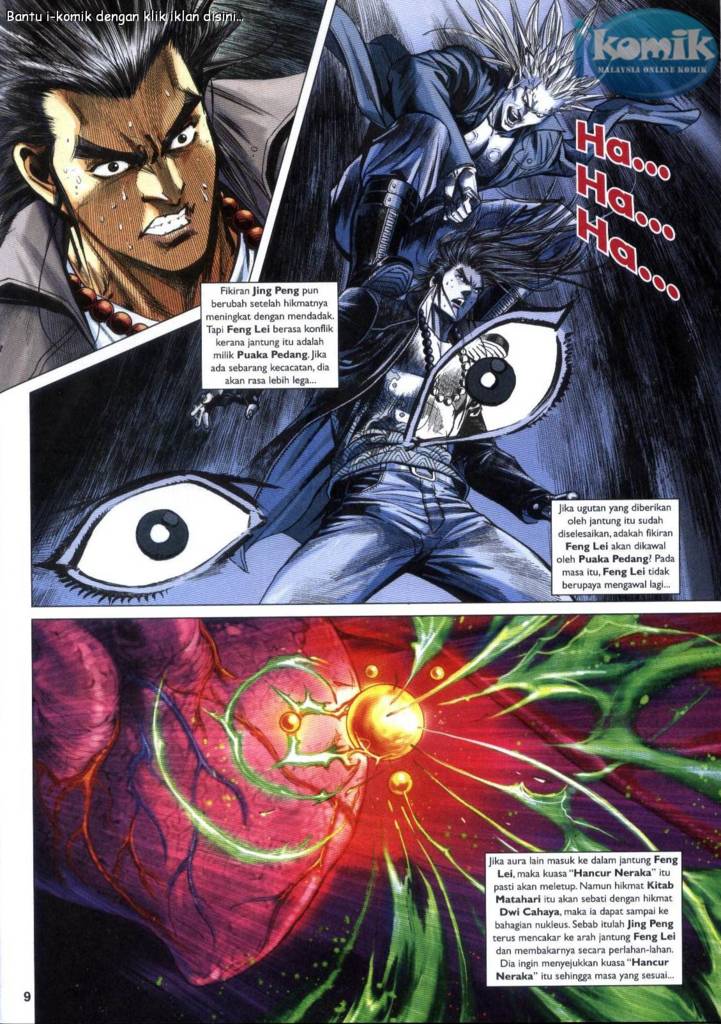 Bantu i-komik dengan klik iklan disini...
ikomik
MALAYSIA ONLINE KOMIK
Ha...
Ha...
Ha...
Fikiran Jing Peng pun
berubah setelah hikmatnya
meningkat dengan mendadak.
Tapi Feng Lei berasa konflik
kerana jantung itu adalah
milik Puaka Pedang. Jika
ada sebarang kecacatan, dia
akan rasa lebih lega...
Jika ugutan yang diberikan
oleh jantung itu sudah
diselesaikan, adakah fikiran
Feng Lei akan dikawal
oleh Puaka Pedang? Pada
masa itu, Feng Lei tidak
berupaya mengawal lagi...
Jika aura lain masuk ke dalam jantung Feng
Lei, maka kuasa "Hancur Neraka" itu
pasti akan meletup. Namun hikmat Kitab
Matahari itu akan sebati dengan hikmat
Dwi Cahaya, maka ia dapat sampai ke
bahagian nukleus. Sebab itulah Jing Peng
terus mencakar ke arah jantung Feng Lei
dan membakarnya secara perlahan-lahan.
Dia ingin menyejukkan kuasa "Hancur
Neraka" itu sehingga masa yang sesuai...
9